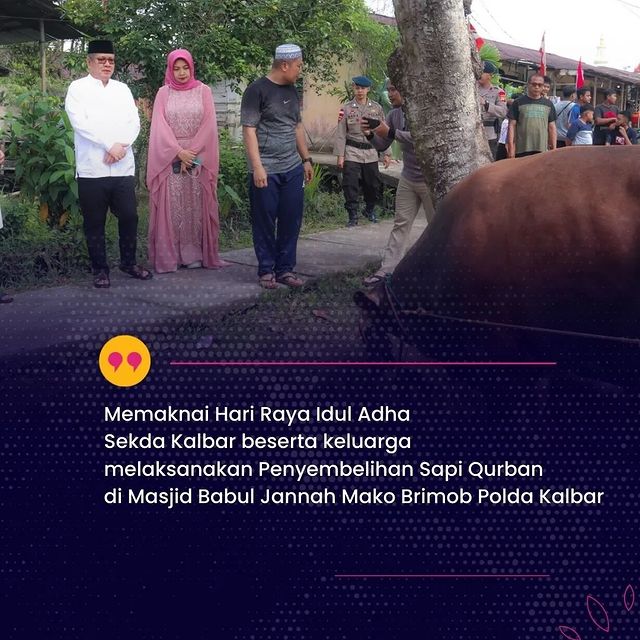 Memaknai Hari Raya Idul Adha
Sekda Kalbar beserta keluarga
melaksanakan Penyembelihan Sapi Qurban
di Masjid Babul Jannah Mako Brimob Polda Kalbar